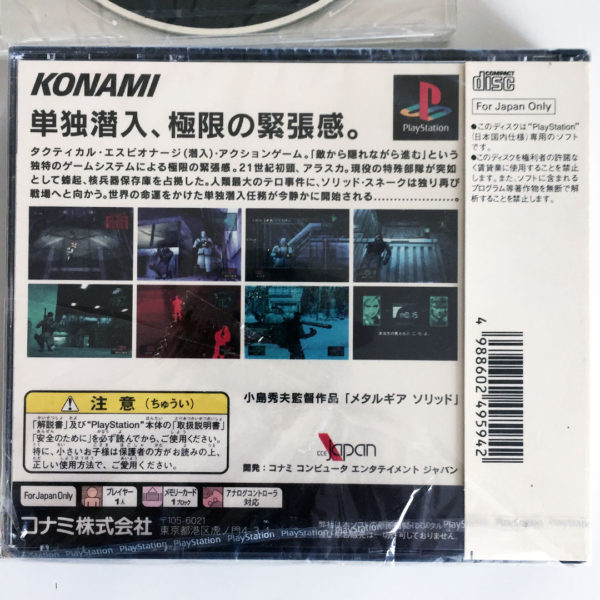 KONAMI
PlayStation
単独潜入、極限の緊張感。
タクティカル・エスピオナージ(潜入)・アクションゲーム。「敵から隠れながら進む」という
独特のゲームシステムによる極限の緊張感。21世紀初頭、アラスカ。現役の特殊部隊が突如
として蜂起、核兵器保存庫を占拠した。人類最大のテロ事件に、ソリッド・スネークは独り再び
戦場へと向かう。世界の命運をかけた単独潜入任務が今静かに開始される…………………。
注意(ちゅうい)
「解説書」及び"PlayStation"本体の「取扱説明書」
「安全のために」を必ず読んでから、ご使用ください。
特に、小さいお子様は保護者の方がお読みの上、
正しい使用方法で、ご愛用ください。
小島秀夫監督作品「メタルギア ソリッド」
CCE japan
開発:コナミ コンピュータ エンタテイメント ジャパン
For Japan Only
プレイヤー
1人
メモリーカード
1ブロック
アナログコントローラ
対応
コナミ株式会社
〒105-6021
東京都港区虎ノ門4-3-1
PlayStation PlayStation PlayStation PlayStation
COMPACT
disc
For Japan Only
●このディスクは"PlayStation"
(日本国内仕様)専用のソフト
です。
●このディスクを権利者の許諾なく
賃貸業に使用することを禁止
します。また、ソフトに含まれる
プログラム等著作物を無断で解
析することを禁止します。
4 988602 495942